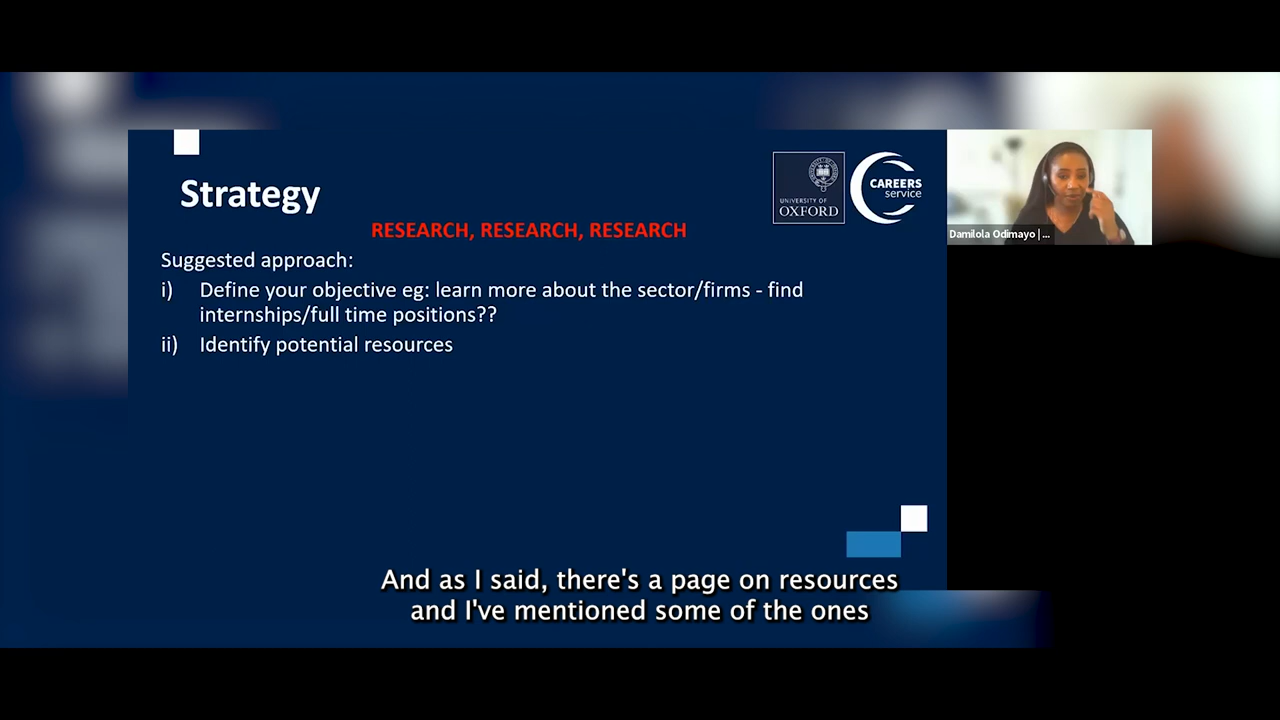 Strategy
UNIVERSITY OF
OXFORD
CAREERS
service
RESEARCH, RESEARCH, RESEARCH
Suggested approach:
i) Define your objective eg: learn more about the sector/firms - find
internships/full time positions??
ii) Identify potential resources
Damilola Odimayo | ...
And as I said, there's a page on resources
and I've mentioned some of the ones